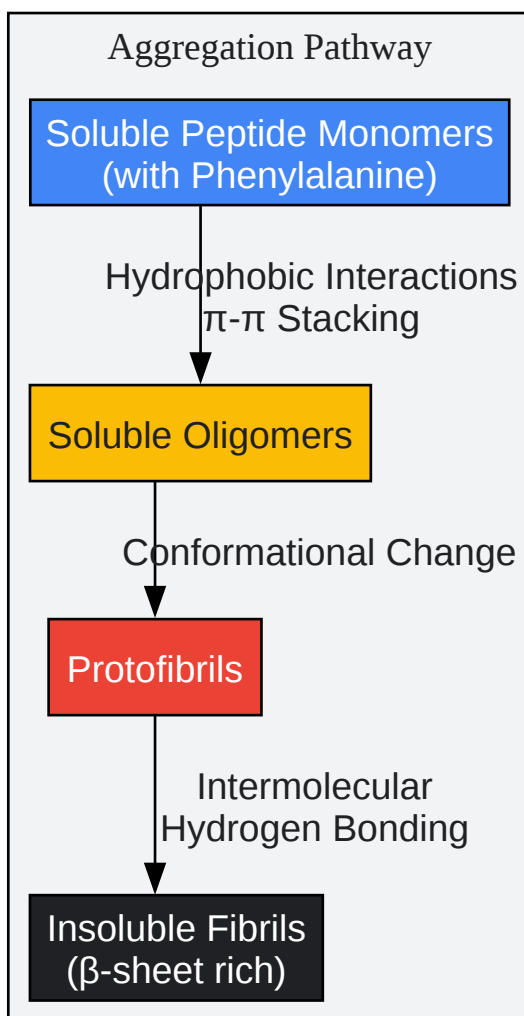 Aggregation Pathway
Soluble Peptide Monomers
(with Phenylalanine)
Hydrophobic Interactions
π-π Stacking
Soluble Oligomers
Conformational Change
Protofibrils
Intermolecular
Hydrogen Bonding
Insoluble Fibrils
(β-sheet rich)